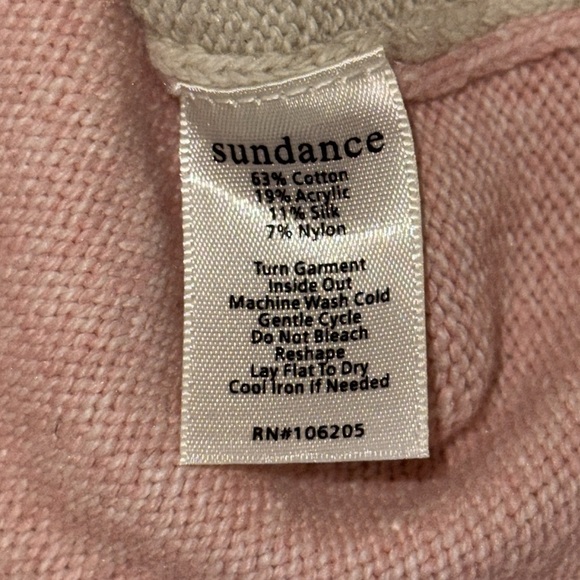 sundance
63% Cotton
19% Acrylic
11% Silk
7% Nylon
Turn Garment
Inside Out
Machine Wash Cold
Gentle Cycle
Do Not Bleach
Reshape
Lay Flat To Dry
Cool Iron if Needed
RN#106205